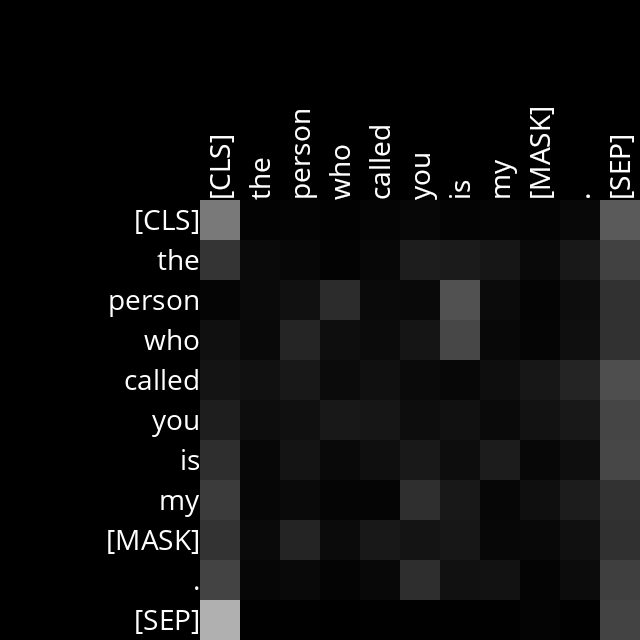 [CLS] the person who called you is my [MASK] . [SEP]
[CLS]
the
person
who
called
you
is
my
[MASK]
.
[SEP]